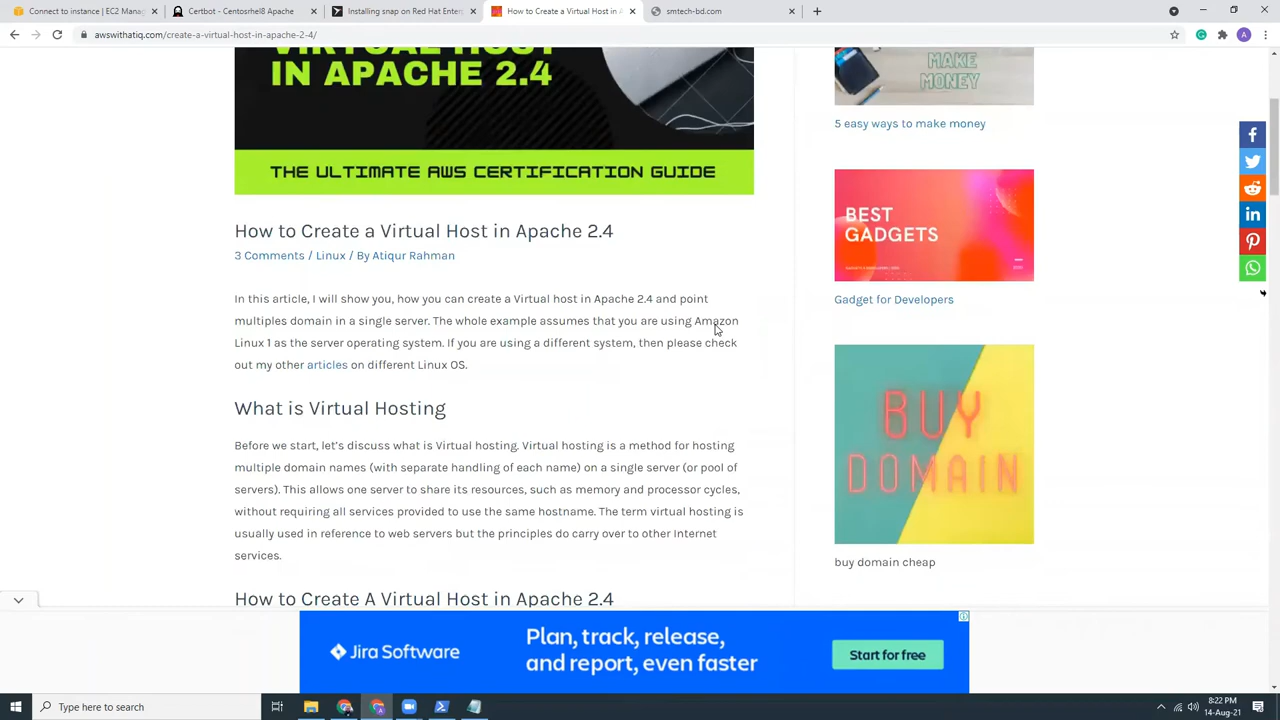 Connect to instance | EC2 Manag
Certbot - Centosrhel8 Apache
Installing snap on Red Hat Enter
How to Create a Virtual Host in A
smtech-bd.com
awswithatiq.com/create-a-virtual-host-in-apache-2-4/
A
VIRTUAL HOST
IN APACHE 2.4
THE ULTIMATE AWS CERTIFICATION GUIDE
How to Create a Virtual Host in Apache 2.4
3 Comments / Linux / By Atiqur Rahman
In this article, I will show you, how you can create a Virtual host in Apache 2.4 and point
multiples domain in a single server. The whole example assumes that you are using Amazon
Linux 1 as the server operating system. If you are using a different system, then please check
out my other articles on different Linux OS.
What is Virtual Hosting
Before we start, let's discuss what is Virtual hosting. Virtual hosting is a method for hosting
multiple domain names (with separate handling of each name) on a single server (or pool of
servers). This allows one server to share its resources, such as memory and processor cycles,
without requiring all services provided to use the same hostname. The term virtual hosting is
usually used in reference to web servers but the principles do carry over to other Internet
services.
How to Create A Virtual Host in Apache 2.4
MAKE
MONEY
5 easy ways to make money
BEST
GADGETS
Gadget for Developers
BUY
DOMAIN
buy domain cheap
Jira Software
Plan, track, release,
and report, even faster
Start for free
Type here to search
8:22 PM
14-Aug-21